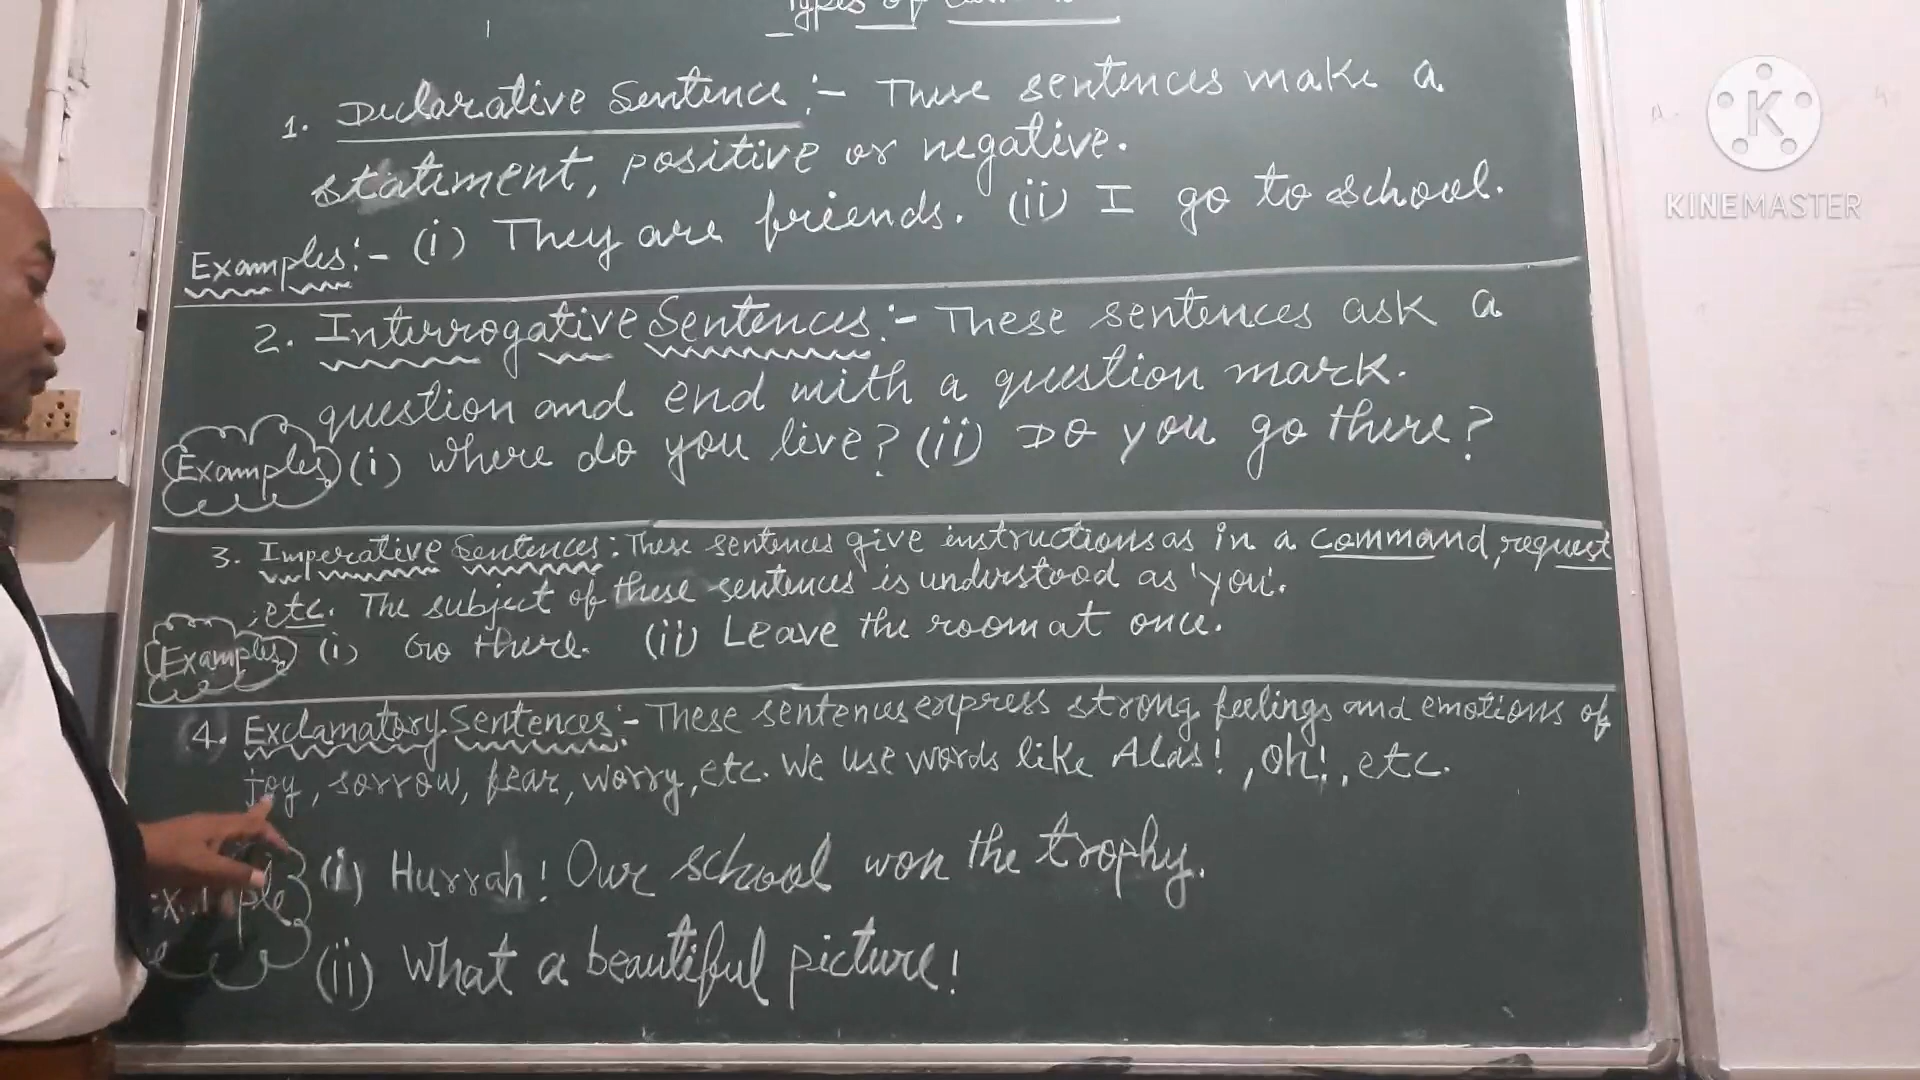 Types of
1. Declarative Sentence :- These sentences make a
statement, positive or negative.
Examples :- (i) They are friends. (ii) I go to school.
2. Interrogative Sentences :- These sentences ask a
question and end with a question mark.
Examples (i) Where do you live? (ii) Do you go there?
3. Imperative Sentences : These sentences give instructions as in a command, request
, etc. The subject of these sentences is understood as 'you'.
Examples (i) Go there. (ii) Leave the room at once.
4. Exclamatory Sentences :- These sentences express strong feelings and emotions of
joy, sorrow, fear, worry, etc. We use words like Alas!, Oh!, etc.
(i) Hurrah! Our school won the trophy.
(ii) What a beautiful picture!
K
KINEMASTER